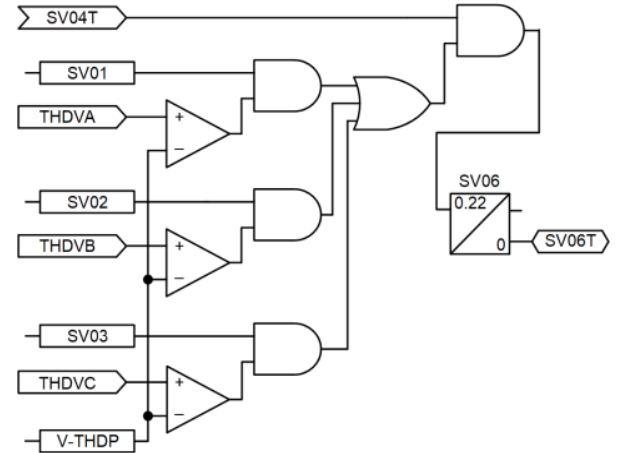 SV04T
SV01
THDVA
+
−
SV02
SV06
0.22
THDVB
+
0
SV06T
−
SV03
THDVC
+
−
V-THDP